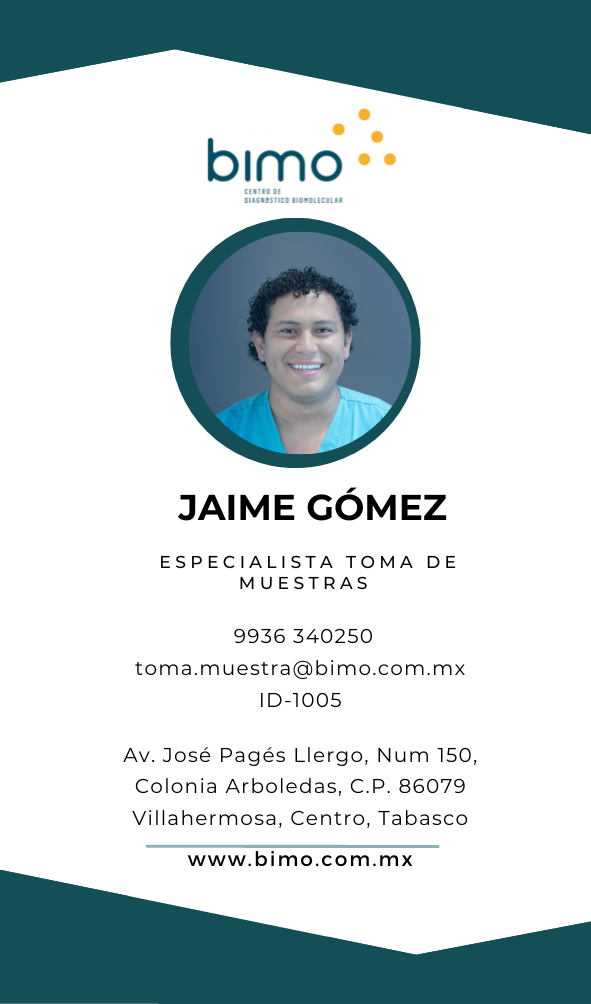 bimo
CENTRO DE
DIAGNÓSTICO BIOMOLECULAR
JAIME GÓMEZ
ESPECIALISTA TOMA DE
MUESTRAS
9936 340250
toma.muestra@bimo.com.mx
ID-1005
Av. José Pagés Llergo, Num 150,
Colonia Arboledas, C.P. 86079
Villahermosa, Centro, Tabasco
www.bimo.com.mx